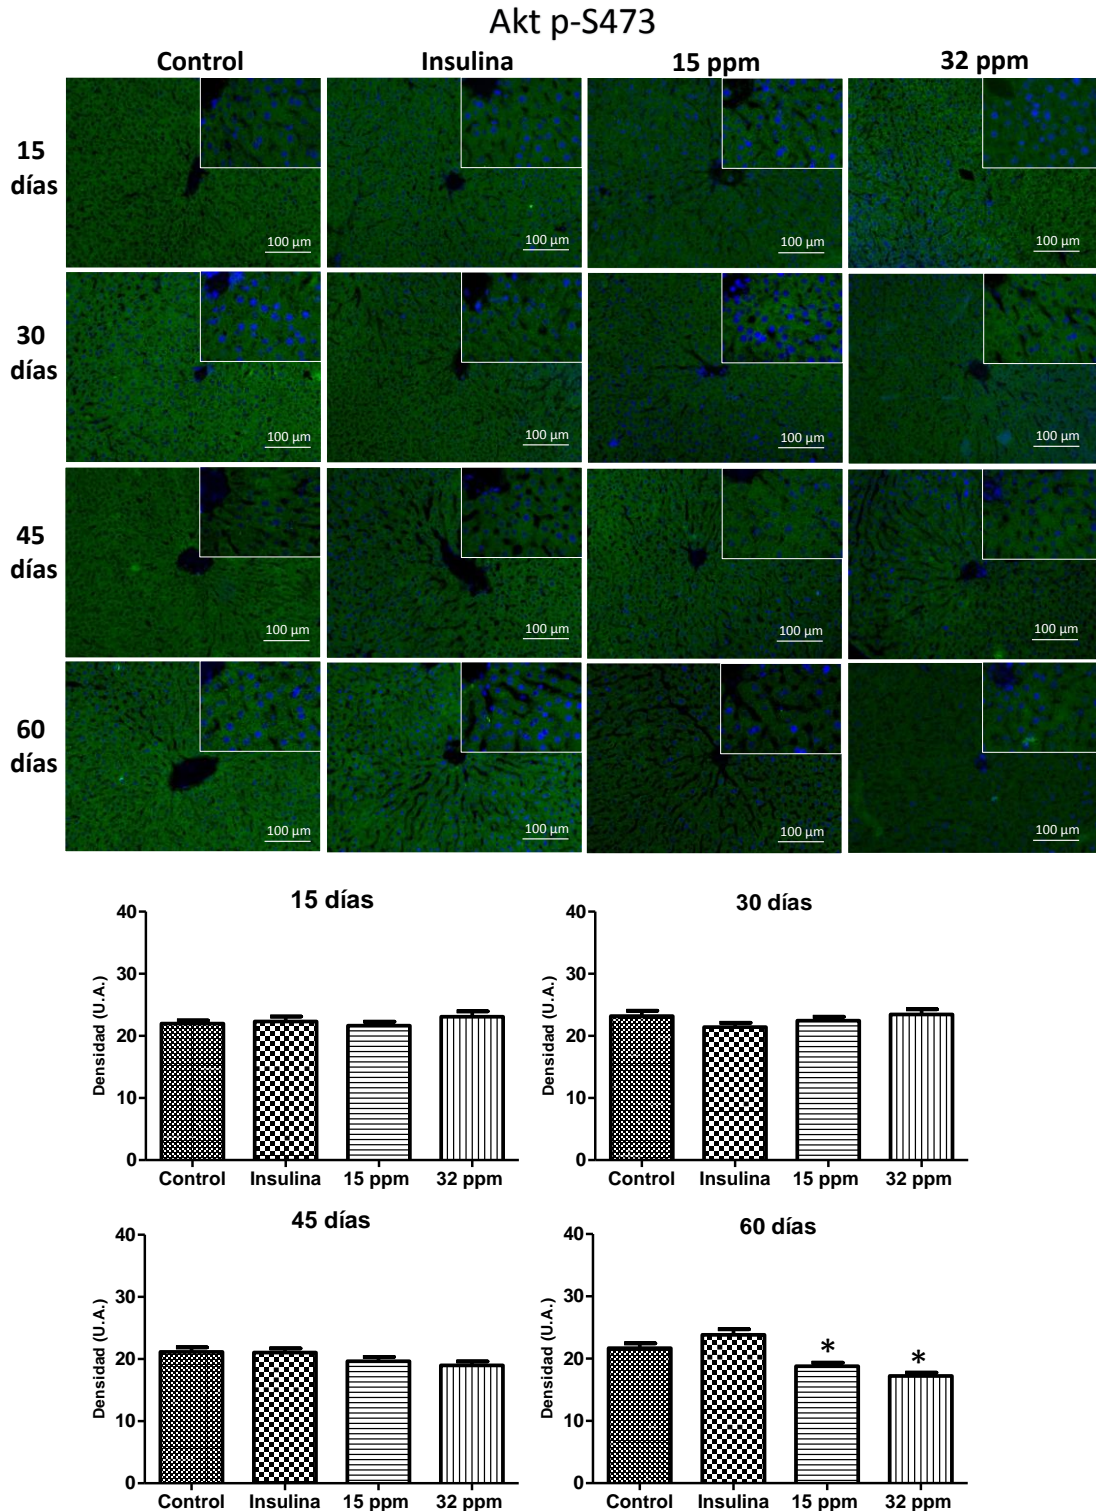 Akt p-S473
Control Insulina 15 ppm 32 ppm
15 días
100 µm 100 µm 100 µm 100 µm
30 días
100 µm 100 µm 100 µm 100 µm
45 días
100 µm 100 µm 100 µm 100 µm
60 días
100 µm 100 µm 100 µm 100 µm
15 días
Densidad (U.A.)
40
30
20
10
0
Control Insulina 15 ppm 32 ppm
30 días
Densidad (U.A.)
40
30
20
10
0
Control Insulina 15 ppm 32 ppm
45 días
Densidad (U.A.)
40
30
20
10
0
Control Insulina 15 ppm 32 ppm
60 días
Densidad (U.A.)
40
30
20
10
0
* *
Control Insulina 15 ppm 32 ppm